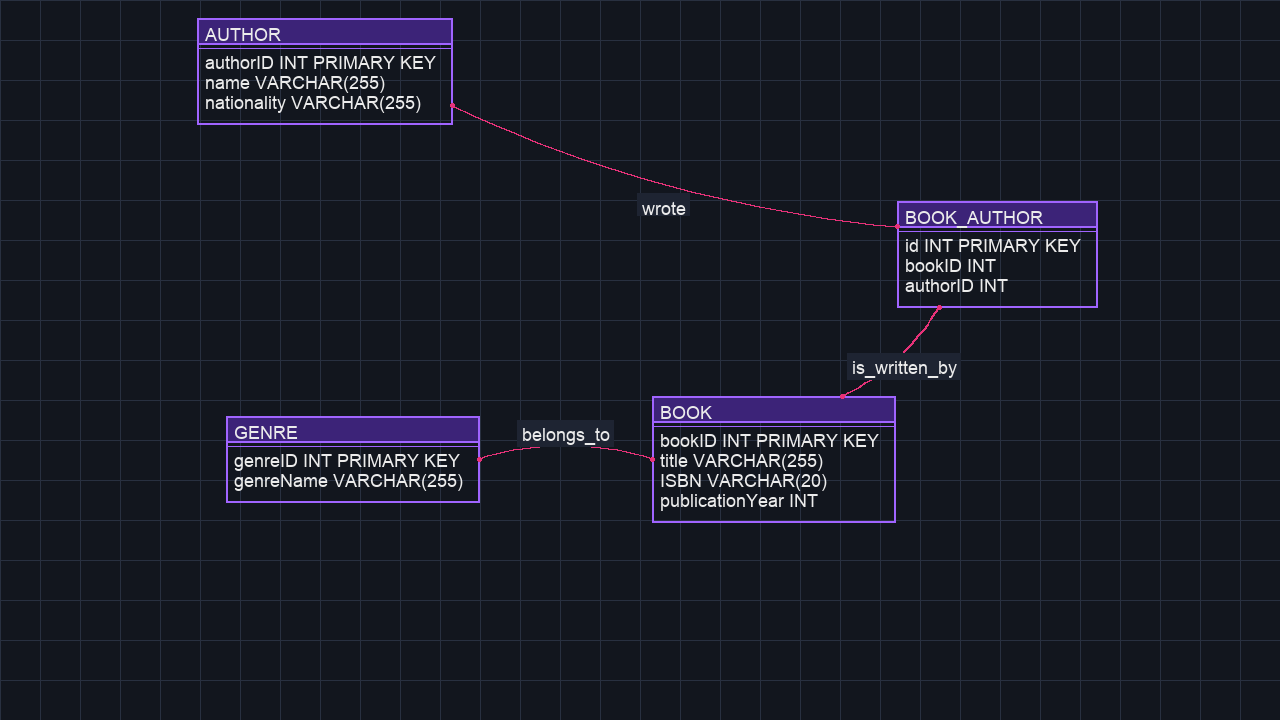 AUTHOR
authorID INT PRIMARY KEY
name VARCHAR(255)
nationality VARCHAR(255)
wrote
BOOK_AUTHOR
id INT PRIMARY KEY
bookID INT
authorID INT
is_written_by
GENRE
genreID INT PRIMARY KEY
genreName VARCHAR(255)
belongs_to
BOOK
bookID INT PRIMARY KEY
title VARCHAR(255)
ISBN VARCHAR(20)
publicationYear INT